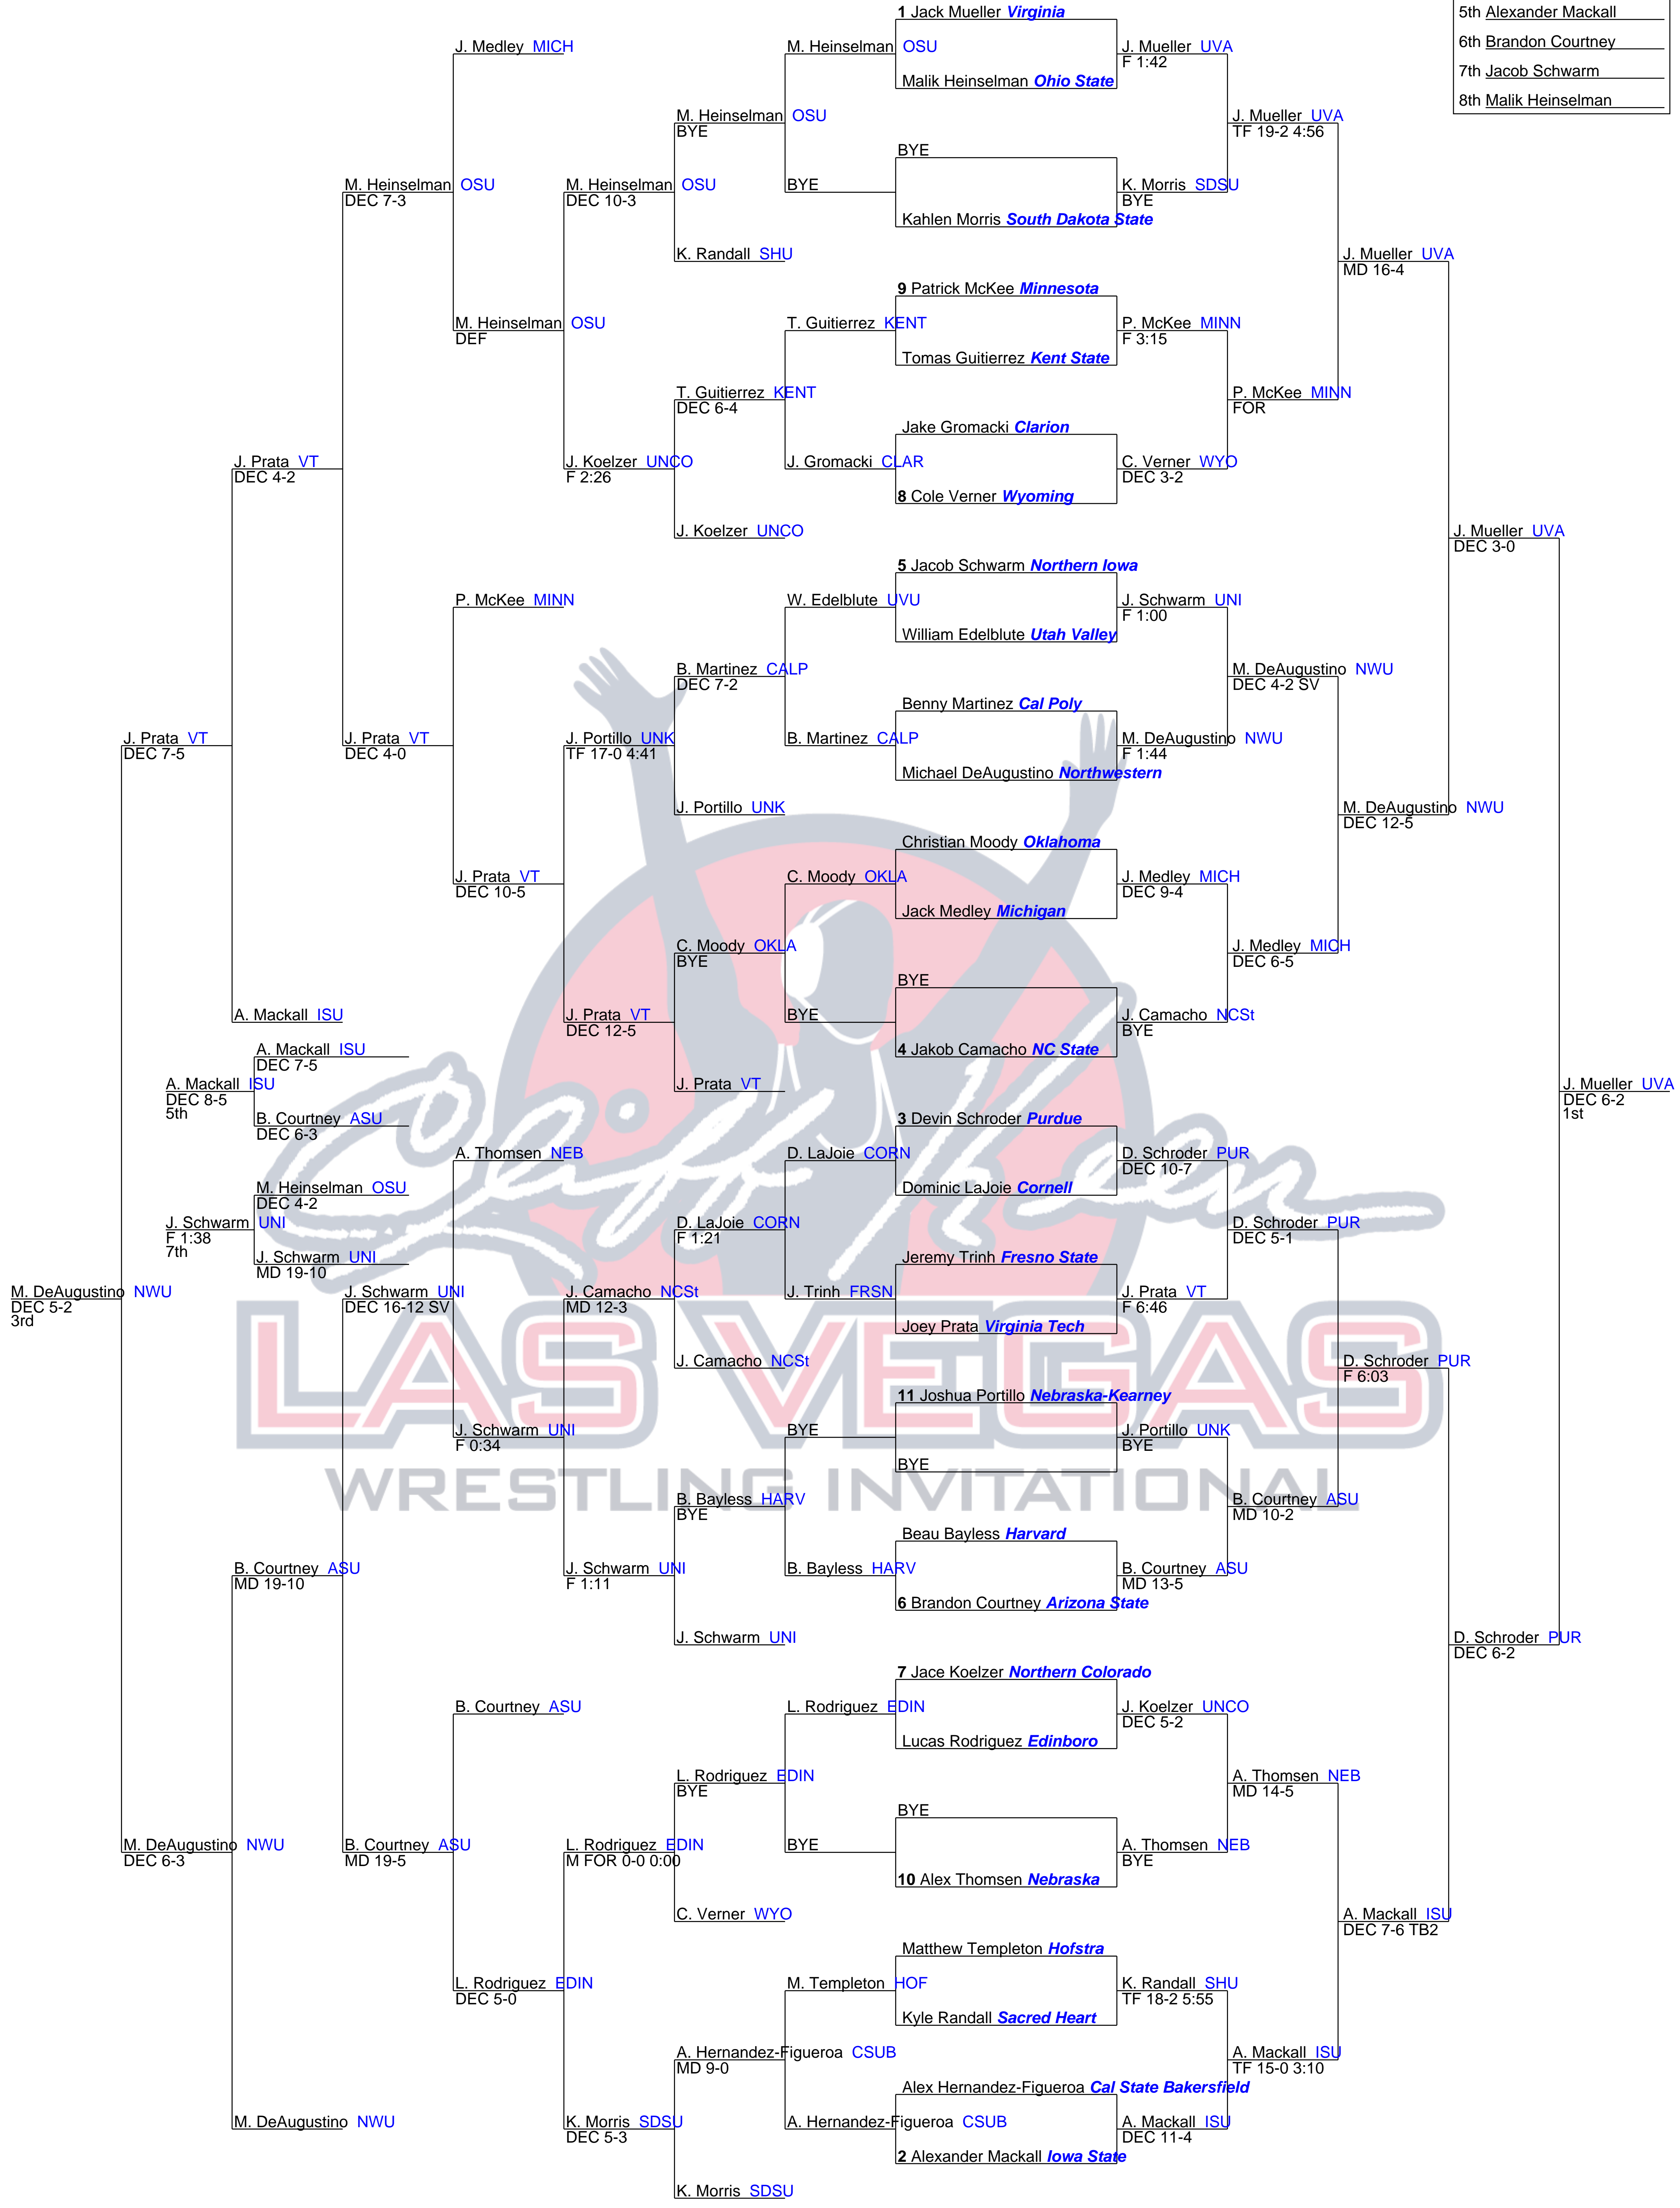 5th Alexander Mackall
6th Brandon Courtney
7th Jacob Schwarm
8th Malik Heinselman
1 Jack Mueller Virginia
J. Medley MICH
M. Heinselman OSU
J. Mueller UVA
F 1:42
Malik Heinselman Ohio State
M. Heinselman OSU
BYE
J. Mueller UVA
TF 19-2 4:56
BYE
M. Heinselman OSU
DEC 7-3
M. Heinselman OSU
DEC 10-3
BYE
K. Morris SDSU
BYE
Kahlen Morris South Dakota State
K. Randall SHU
J. Mueller UVA
MD 16-4
9 Patrick McKee Minnesota
M. Heinselman OSU
DEF
T. Guitierrez KENT
P. McKee MINN
F 3:15
Tomas Guitierrez Kent State
T. Guitierrez KENT
DEC 6-4
P. McKee MINN
FOR
Jake Gromacki Clarion
J. Prata VT
DEC 4-2
J. Koelzer UNCO
F 2:26
J. Gromacki CLAR
C. Verner WYO
DEC 3-2
8 Cole Verner Wyoming
J. Koelzer UNCO
J. Mueller UVA
DEC 3-0
5 Jacob Schwarm Northern Iowa
P. McKee MINN
W. Edelblute UVU
J. Schwarm UNI
F 1:00
William Edelblute Utah Valley
B. Martinez CALP
DEC 7-2
M. DeAugustino NWU
DEC 4-2 SV
Benny Martinez Cal Poly
J. Prata VT
DEC 7-5
J. Prata VT
DEC 4-0
J. Portillo UNK
TF 17-0 4:41
B. Martinez CALP
M. DeAugustino NWU
F 1:44
Michael DeAugustino Northwestern
J. Portillo UNK
M. DeAugustino NWU
DEC 12-5
Christian Moody Oklahoma
J. Prata VT
DEC 10-5
C. Moody OKLA
J. Medley MICH
DEC 9-4
Jack Medley Michigan
C. Moody OKLA
BYE
J. Medley MICH
DEC 6-5
BYE
A. Mackall ISU
J. Prata VT
DEC 12-5
BYE
J. Camacho NCSt
BYE
4 Jakob Camacho NC State
A. Mackall ISU
DEC 7-5
A. Mackall ISU
DEC 8-5
5th
J. Prata VT
J. Mueller UVA
DEC 6-2
1st
B. Courtney ASU
DEC 6-3
3 Devin Schroder Purdue
Cliff Keen
A. Thomsen NEB
D. LaJoie CORN
D. Schroder PUR
DEC 10-7
M. Heinselman OSU
DEC 4-2
Dominic LaJoie Cornell
J. Schwarm UNI
F 1:38
7th
D. LaJoie CORN
F 1:21
D. Schroder PUR
DEC 5-1
J. Schwarm UNI
MD 19-10
Jeremy Trinh Fresno State
M. DeAugustino NWU
DEC 5-2
3rd
J. Schwarm UNI
DEC 16-12 SV
J. Camacho NCSt
MD 12-3
J. Trinh FRSN
J. Prata VT
F 6:46
Joey Prata Virginia Tech
LAS VEGAS
J. Camacho NCSt
D. Schroder PUR
F 6:03
11 Joshua Portillo Nebraska-Kearney
J. Schwarm UNI
F 0:34
BYE
J. Portillo UNK
BYE
BYE
WRESTLING INVITATIONAL
B. Bayless HARV
BYE
B. Courtney ASU
MD 10-2
Beau Bayless Harvard
B. Courtney ASU
MD 19-10
J. Schwarm UNI
F 1:11
B. Bayless HARV
B. Courtney ASU
MD 13-5
6 Brandon Courtney Arizona State
J. Schwarm UNI
D. Schroder PUR
DEC 6-2
7 Jace Koelzer Northern Colorado
B. Courtney ASU
L. Rodriguez EDIN
J. Koelzer UNCO
DEC 5-2
Lucas Rodriguez Edinboro
L. Rodriguez EDIN
BYE
A. Thomsen NEB
MD 14-5
BYE
M. DeAugustino NWU
DEC 6-3
B. Courtney ASU
MD 19-5
L. Rodriguez EDIN
M FOR 0-0 0:00
BYE
A. Thomsen NEB
BYE
10 Alex Thomsen Nebraska
C. Verner WYO
A. Mackall ISU
DEC 7-6 TB2
Matthew Templeton Hofstra
L. Rodriguez EDIN
DEC 5-0
M. Templeton HOF
K. Randall SHU
TF 18-2 5:55
Kyle Randall Sacred Heart
A. Hernandez-Figueroa CSUB
MD 9-0
A. Mackall ISU
TF 15-0 3:10
Alex Hernandez-Figueroa Cal State Bakersfield
M. DeAugustino NWU
K. Morris SDSU
DEC 5-3
A. Hernandez-Figueroa CSUB
A. Mackall ISU
DEC 11-4
2 Alexander Mackall Iowa State
K. Morris SDSU